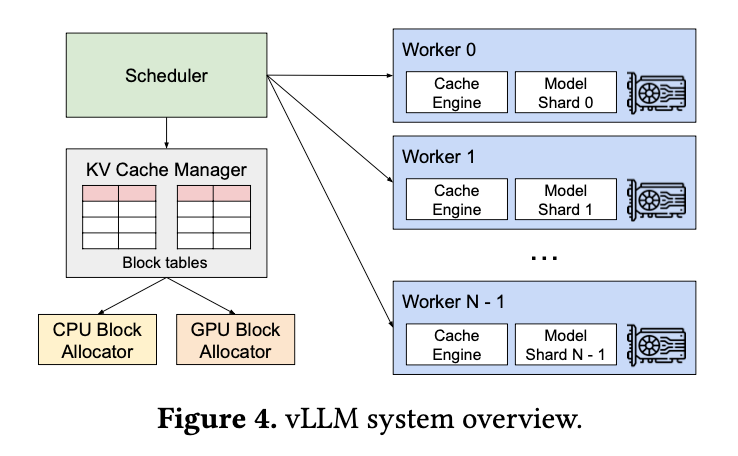 Scheduler
KV Cache Manager
Block tables
CPU Block
Allocator
GPU Block
Allocator
Worker 0
Cache
Engine
Model
Shard 0
Worker 1
Cache
Engine
Model
Shard 1
...
Worker N - 1
Cache
Engine
Model
Shard N - 1
Figure 4. vLLM system overview.